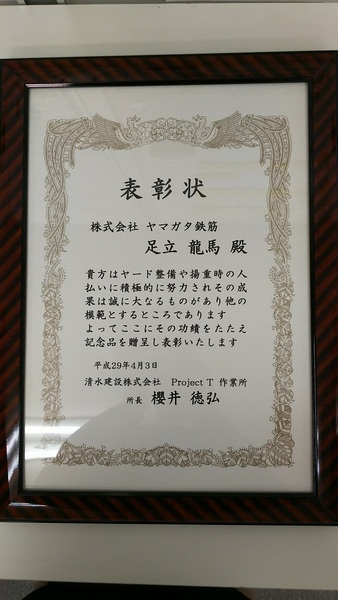 表彰状
株式会社 ヤマガタ鉄筋
足立 龍馬 殿
貴方はヤード整備や揚重時の人
払いに積極的に努力されその成
果は誠に大なるものがあり他の
模範とするところであります
よってここにその功績をたたえ
記念品を贈呈し表彰いたします
平成29年4月3日
清水建設株式会社 Project T 作業所
所長 櫻井 徳弘